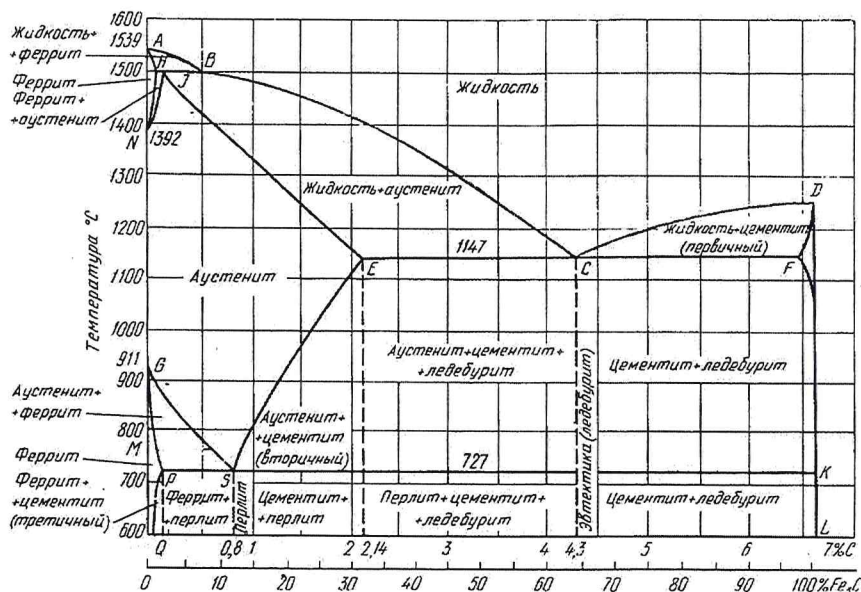 1600
1539
1500
1400
1392
1300
1200
1100
1000
911
900
800
700
600
Температура °С
Жидкость+
+феррит
Феррит
Феррит+
+аустенит
N
A
H
J
B
Жидкость
Жидкость+аустенит
D
Жидкость+цементит
(первичный)
1147
E
C
F
Аустенит
G
Аустенит+
+феррит
Аустенит+цементит+
+ледебурит
Эвтектика (ледебурит)
Цементит+ледебурит
Аустенит+
+цементит
(вторичный)
M
Феррит
P
S
727
K
Феррит+
+цементит
(третичный)
Феррит+
+перлит
Перлит
Цементит+
+перлит
Перлит+цементит+
+ледебурит
Цементит+ледебурит
L
Q 0,8 1 2 2,14 3 4 4,3 5 6 7%C
0 10 20 30 40 50 60 70 80 90 100%Fe₃C